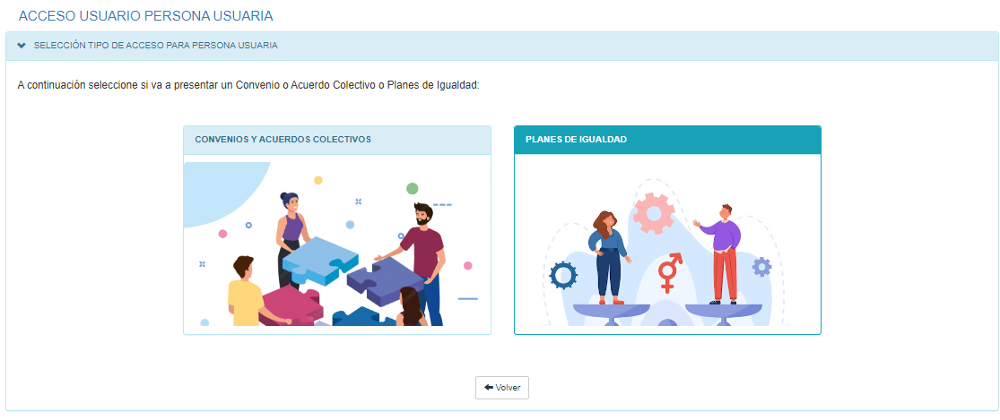 ACCESO USUARIO PERSONA USUARIA
SELECCIÓN TIPO DE ACCESO PARA PERSONA USUARIA
A continuación seleccione si va a presentar un Convenio o Acuerdo Colectivo o Planes de Igualdad:
CONVENIOS Y ACUERDOS COLECTIVOS
PLANES DE IGUALDAD
Volver